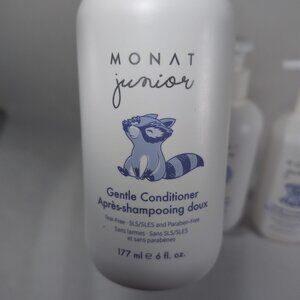 MONAT
junior
Gentle Conditioner
Après-shampooing doux
Tear-Free · SLS/SLES and Paraben-Free
Sans larmes · Sans SLS/SLES
et sans parabènes
177 ml ℮ 6 fl. oz.